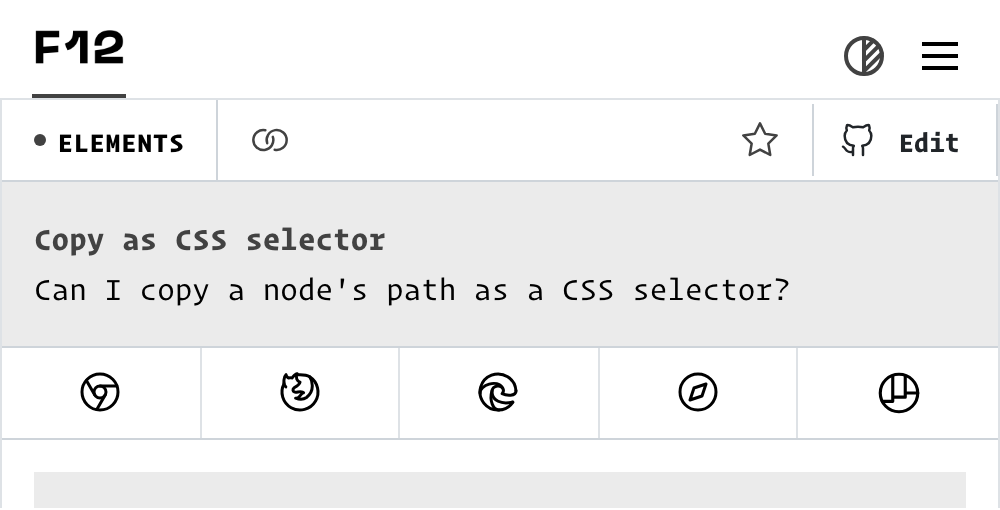 F12
ELEMENTS
Edit
Copy as CSS selector
Can I copy a node's path as a CSS selector?